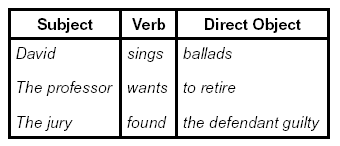 Subject Verb Direct Object
David sings ballads
The professor wants to retire
The jury found the defendant guilty